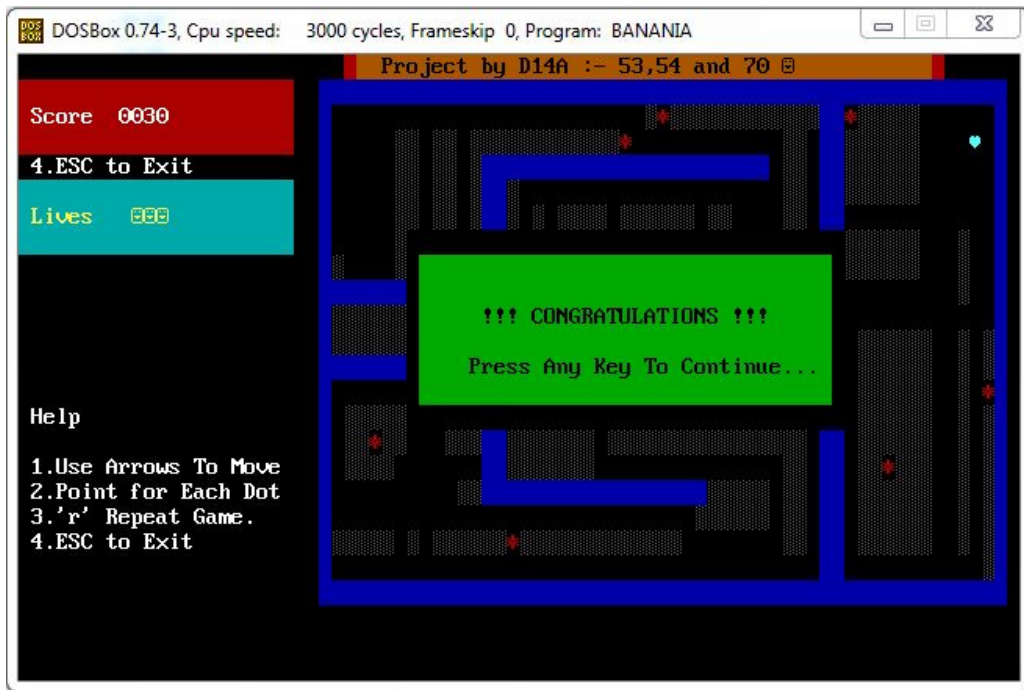 DOSBox 0.74-3, Cpu speed: 3000 cycles, Frameskip 0, Program: BANANIA
Project by D14A :- 53,54 and 70
Score 0030
4.ESC to Exit
Lives
!!! CONGRATULATIONS !!!
Press Any Key To Continue...
Help
1.Use Arrows To Move
2.Point for Each Dot
3.'r' Repeat Game.
4.ESC to Exit